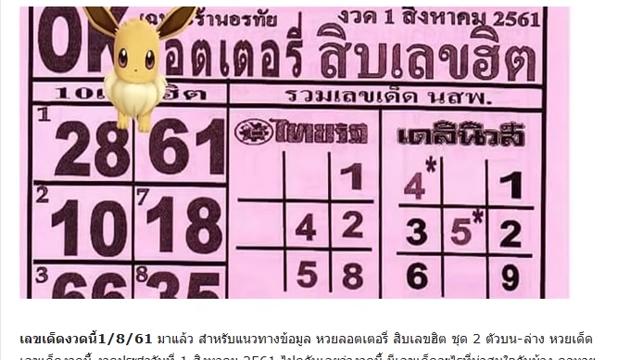 OK
ร้านอรทัย งวด 1 สิงหาคม 2561
ลอตเตอรี่ สิบเลขฮิต
รวมเลขเด็ด นสพ.
1 28 61
ไทยรัฐ เดลินิวส์
1 4* 1
2 10 7 18
4 2 3 5* 2
5 8 6 9
3 66 8 35
เลขเด็ดงวดนี้1/8/61 มาแล้ว สำหรับแนวทางข้อมูล หวยลอตเตอรี่ สิบเลขฮิต ชุด 2 ตัวบน-ล่าง หวยเด็ด